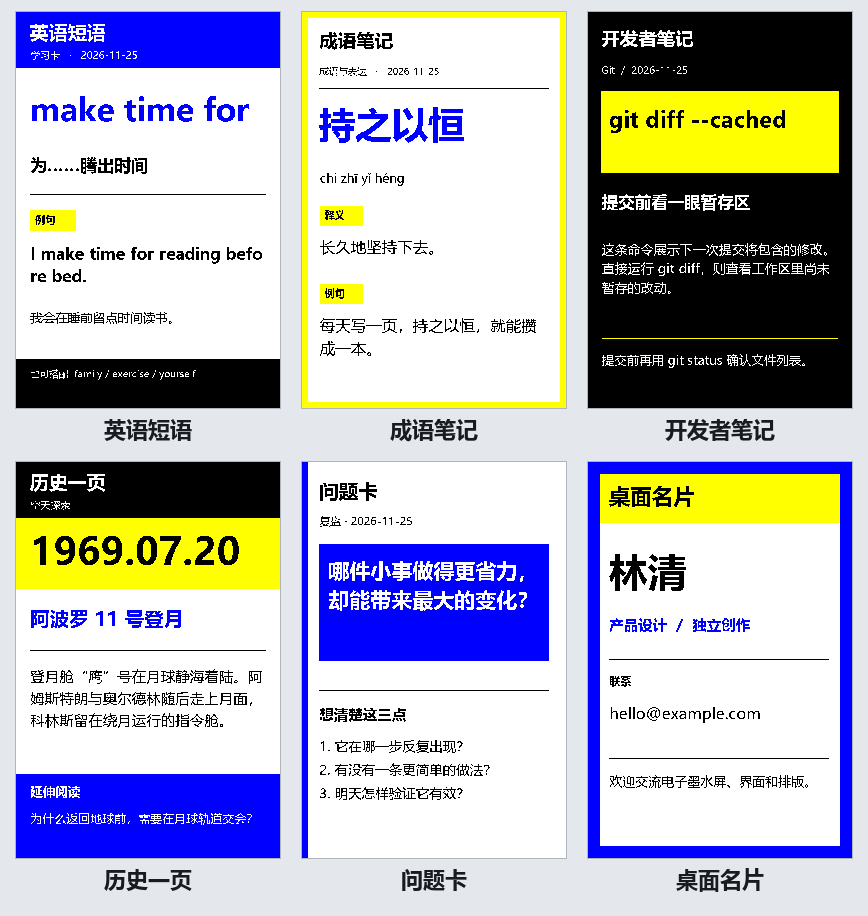 英语短语
学习卡 · 2026-11-25
make time for
为……腾出时间
例句
I make time for reading befo
re bed.
我会在睡前留点时间读书。
family / exercise / yourself
英语短语
成语笔记
成语与表达 · 2026-11-25
持之以恒
chí zhī yǐ héng
释义
长久地坚持下去。
例句
每天写一页，持之以恒，就能攒
成一本。
成语笔记
开发者笔记
Git / 2026-11-25
git diff --cached
提交前看一眼暂存区
这条命令展示下一次提交将包含的修改。
直接运行 git diff，则查看工作区里尚未
暂存的改动。
提交前再用 git status 确认文件列表。
开发者笔记
历史一页
空天探索
1969.07.20
阿波罗 11 号登月
登月舱“鹰”号在月球静海着陆。阿
姆斯特朗与奥尔德林随后走上月面，
科林斯留在绕月运行的指令舱。
延伸阅读
为什么返回地球前，需要在月球轨道交会？
历史一页
问题卡
复盘 · 2026-11-25
哪件小事做得更省力，
却能带来最大的变化？
想清楚这三点
1. 它在哪一步反复出现？
2. 有没有一条更简单的做法？
3. 明天怎样验证它有效？
问题卡
桌面名片
林清
产品设计 / 独立创作
联系
hello@example.com
欢迎交流电子墨水屏、界面和排版。
桌面名片